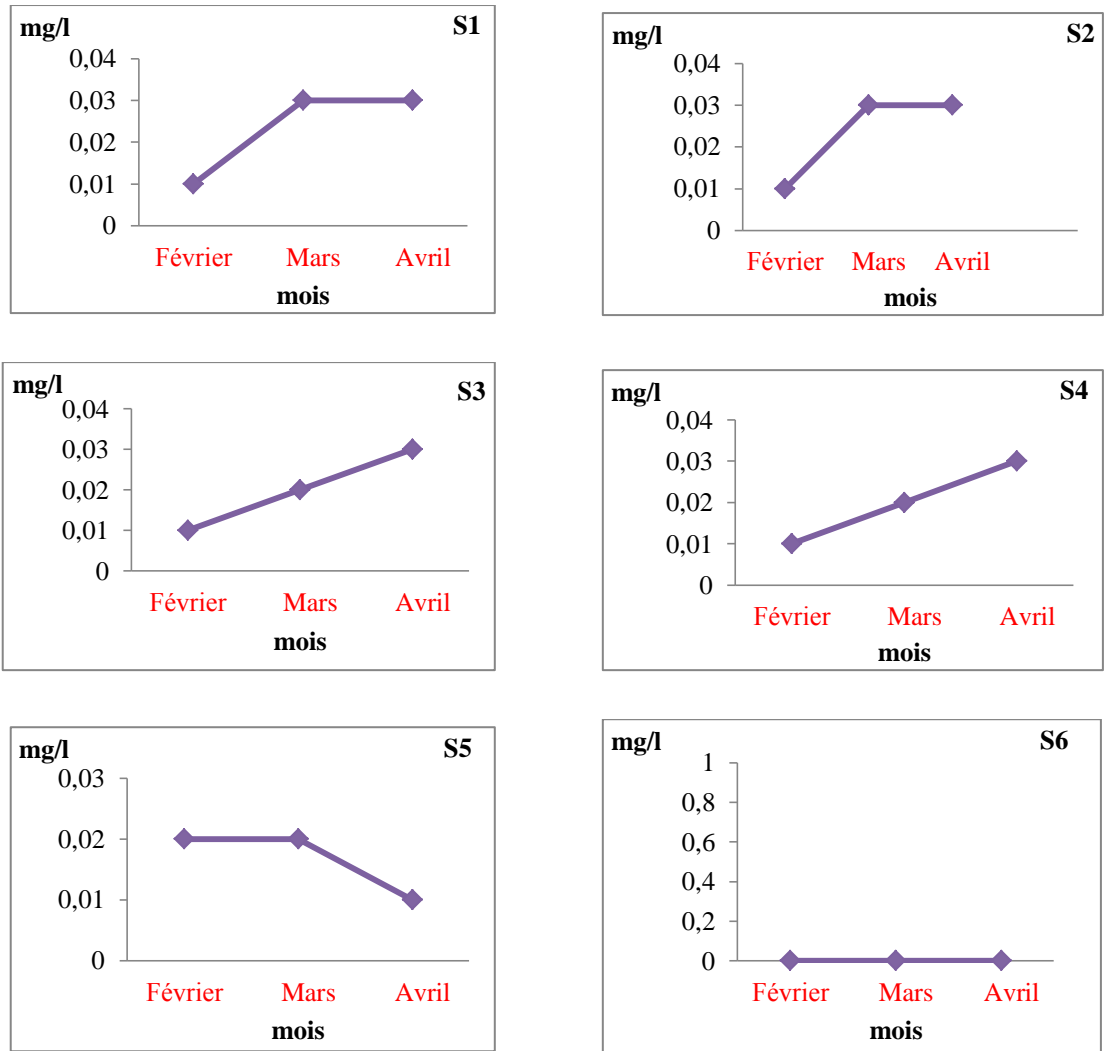 mg/l S1
0,04
0,03
0,02
0,01
0
Février Mars Avril
mois
mg/l S2
0,04
0,03
0,02
0,01
0
Février Mars Avril
mois
mg/l S3
0,04
0,03
0,02
0,01
0
Février Mars Avril
mois
mg/l S4
0,04
0,03
0,02
0,01
0
Février Mars Avril
mois
mg/l S5
0,03
0,02
0,01
0
Février Mars Avril
mois
mg/l S6
1
0,8
0,6
0,4
0,2
0
Février Mars Avril
mois